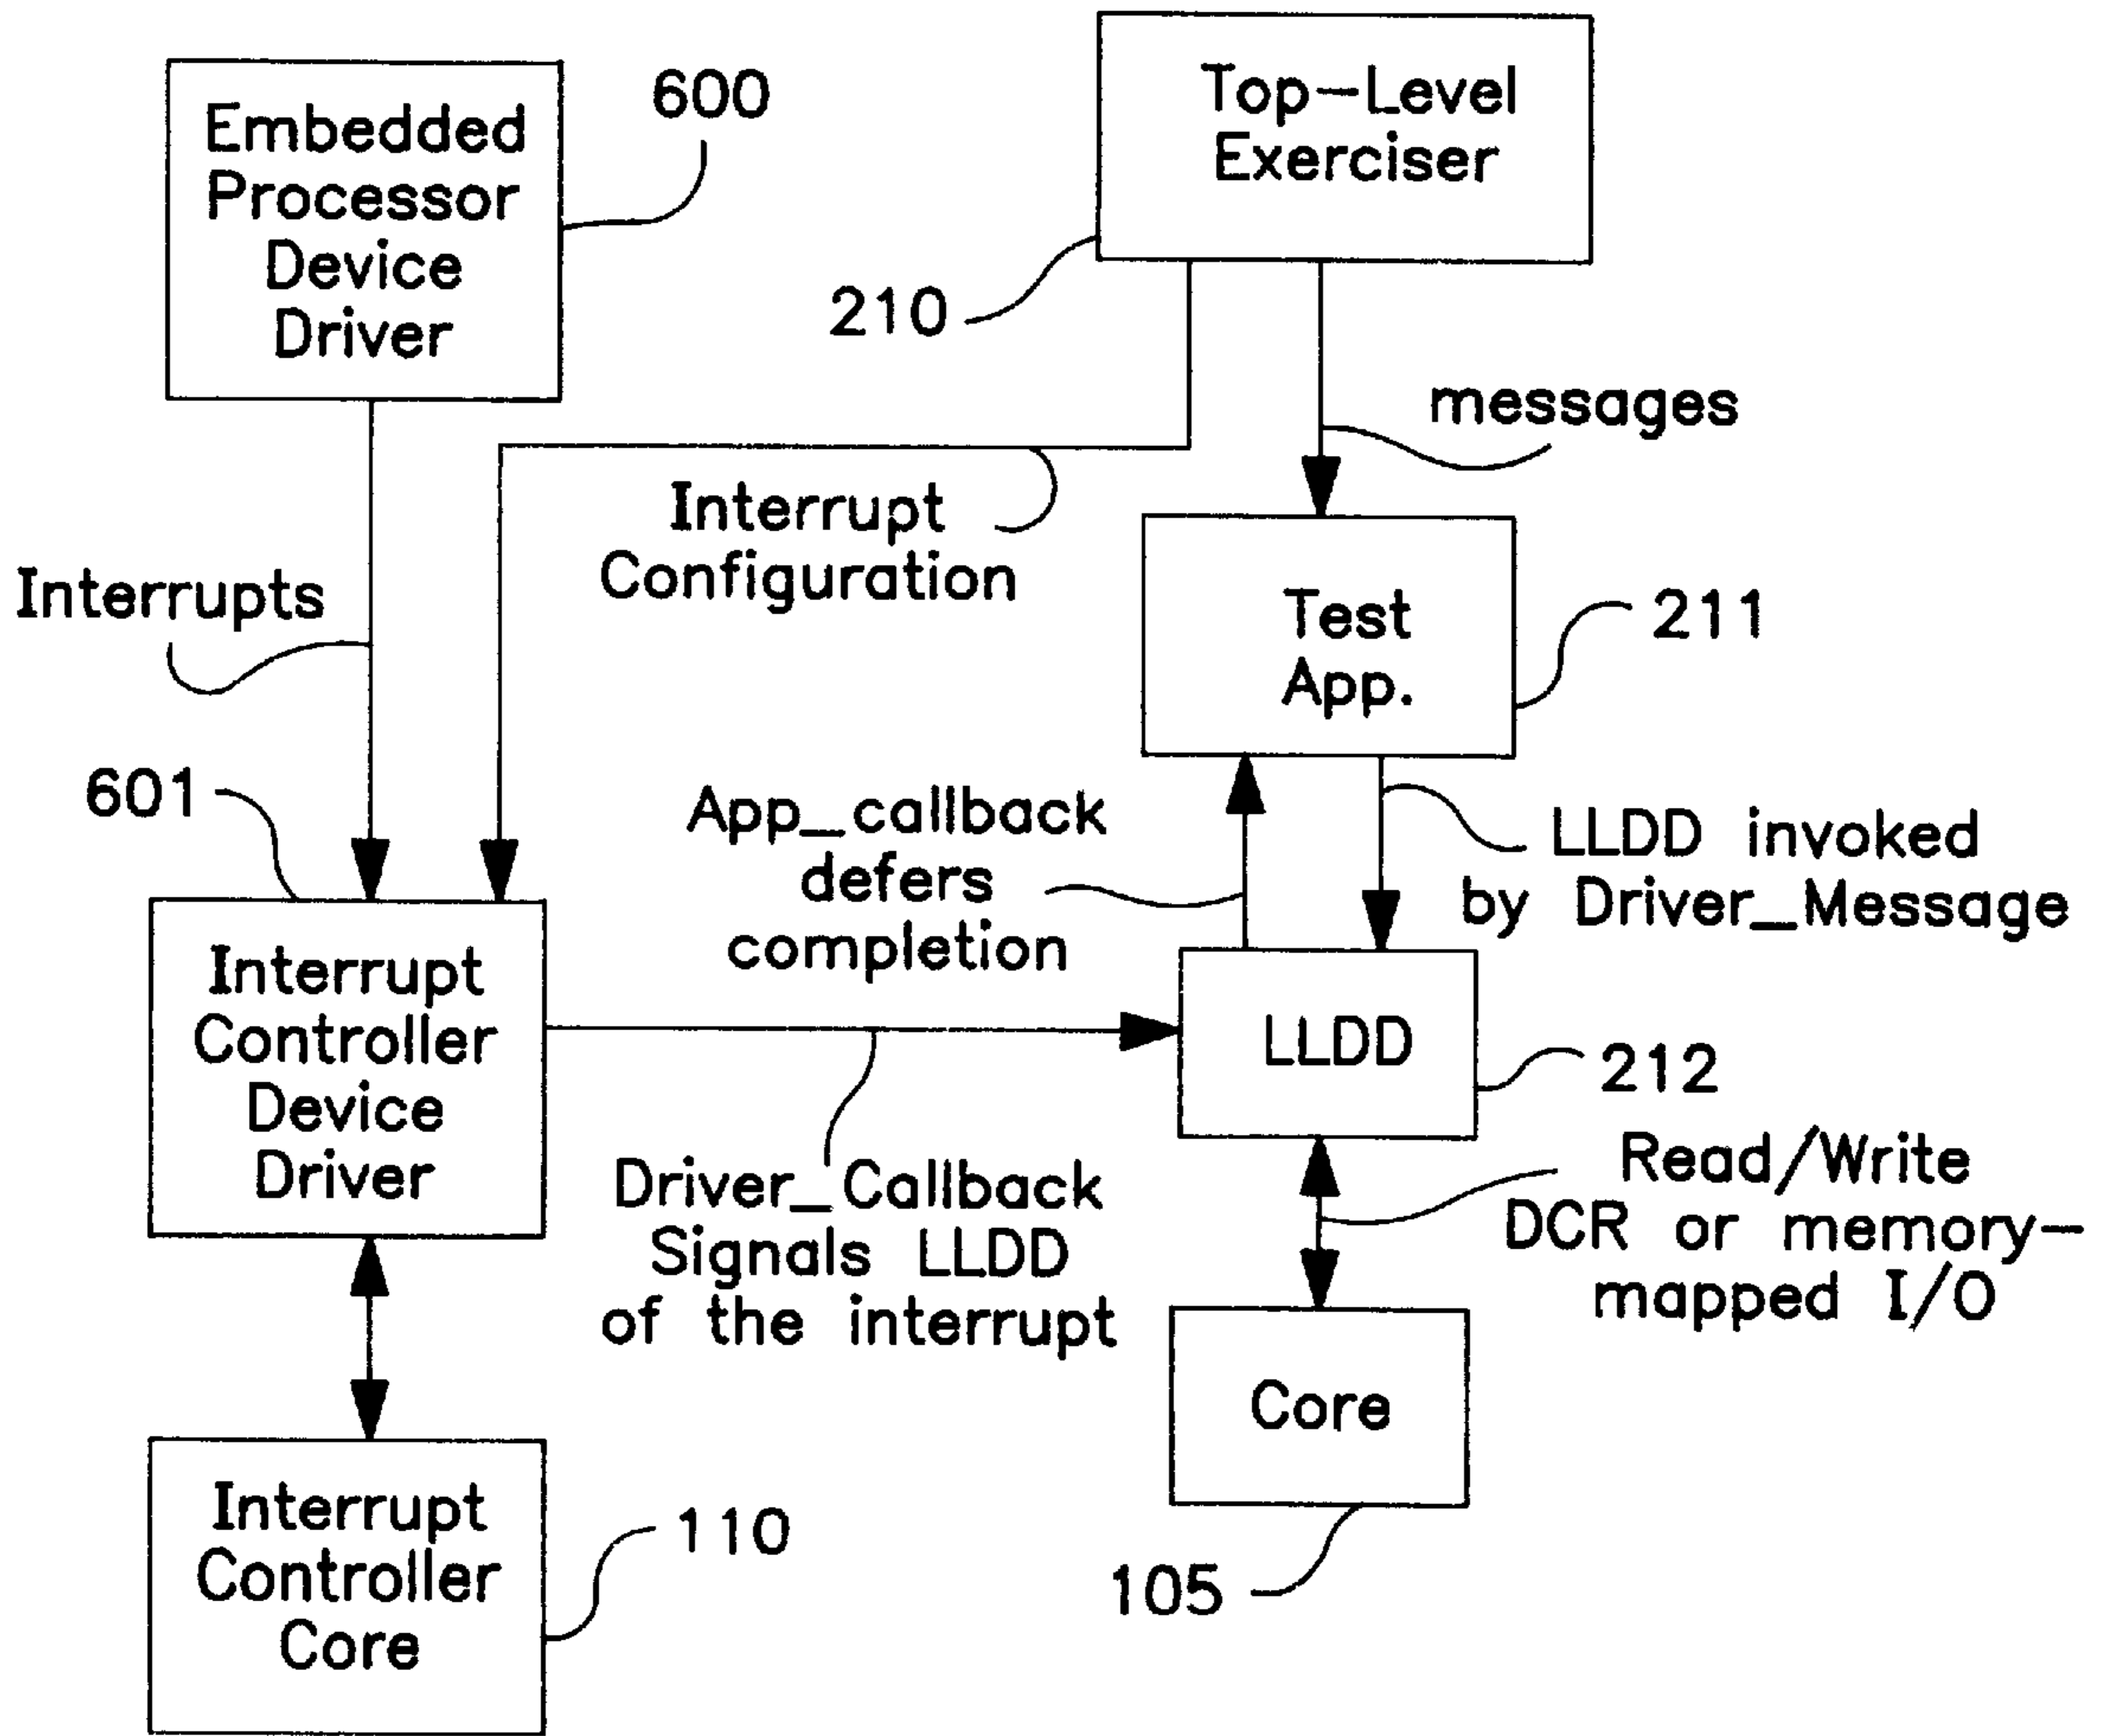 Embedded
Processor
Device
Driver
600
Top-Level
Exerciser
210
messages
Interrupt
Configuration
Interrupts
Test
App.
211
601
App_callback
defers
completion
LLDD invoked
by Driver_Message
Interrupt
Controller
Device
Driver
LLDD
212
Driver_Callback
Signals LLDD
of the interrupt
Read/Write
DCR or memory-
mapped I/O
Core
105
Interrupt
Controller
Core
110